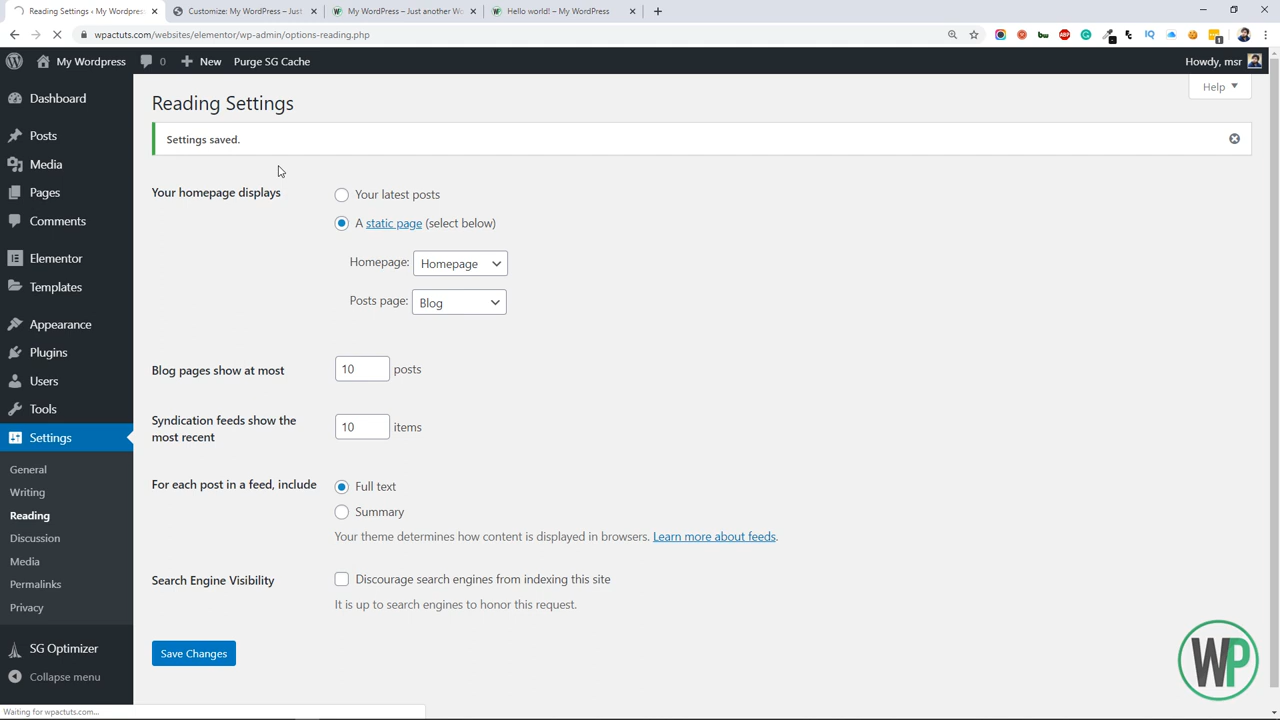 Reading Settings ‹ My Wordpres
Customize: My WordPress – Just
My WordPress – Just another Wo
Hello world! – My WordPress
wpactuts.com/websites/elementor/wp-admin/options-reading.php
My Wordpress
0
New
Purge SG Cache
Howdy, msr
Help
Dashboard
Posts
Media
Pages
Comments
Elementor
Templates
Appearance
Plugins
Users
Tools
Settings
General
Writing
Reading
Discussion
Media
Permalinks
Privacy
SG Optimizer
Collapse menu
Reading Settings
Settings saved.
Your homepage displays
Your latest posts
A static page (select below)
Homepage: Homepage
Posts page: Blog
Blog pages show at most
10 posts
Syndication feeds show the
most recent
10 items
For each post in a feed, include
Full text
Summary
Your theme determines how content is displayed in browsers. Learn more about feeds.
Search Engine Visibility
Discourage search engines from indexing this site
It is up to search engines to honor this request.
Save Changes
WP
Waiting for wpactuts.com...